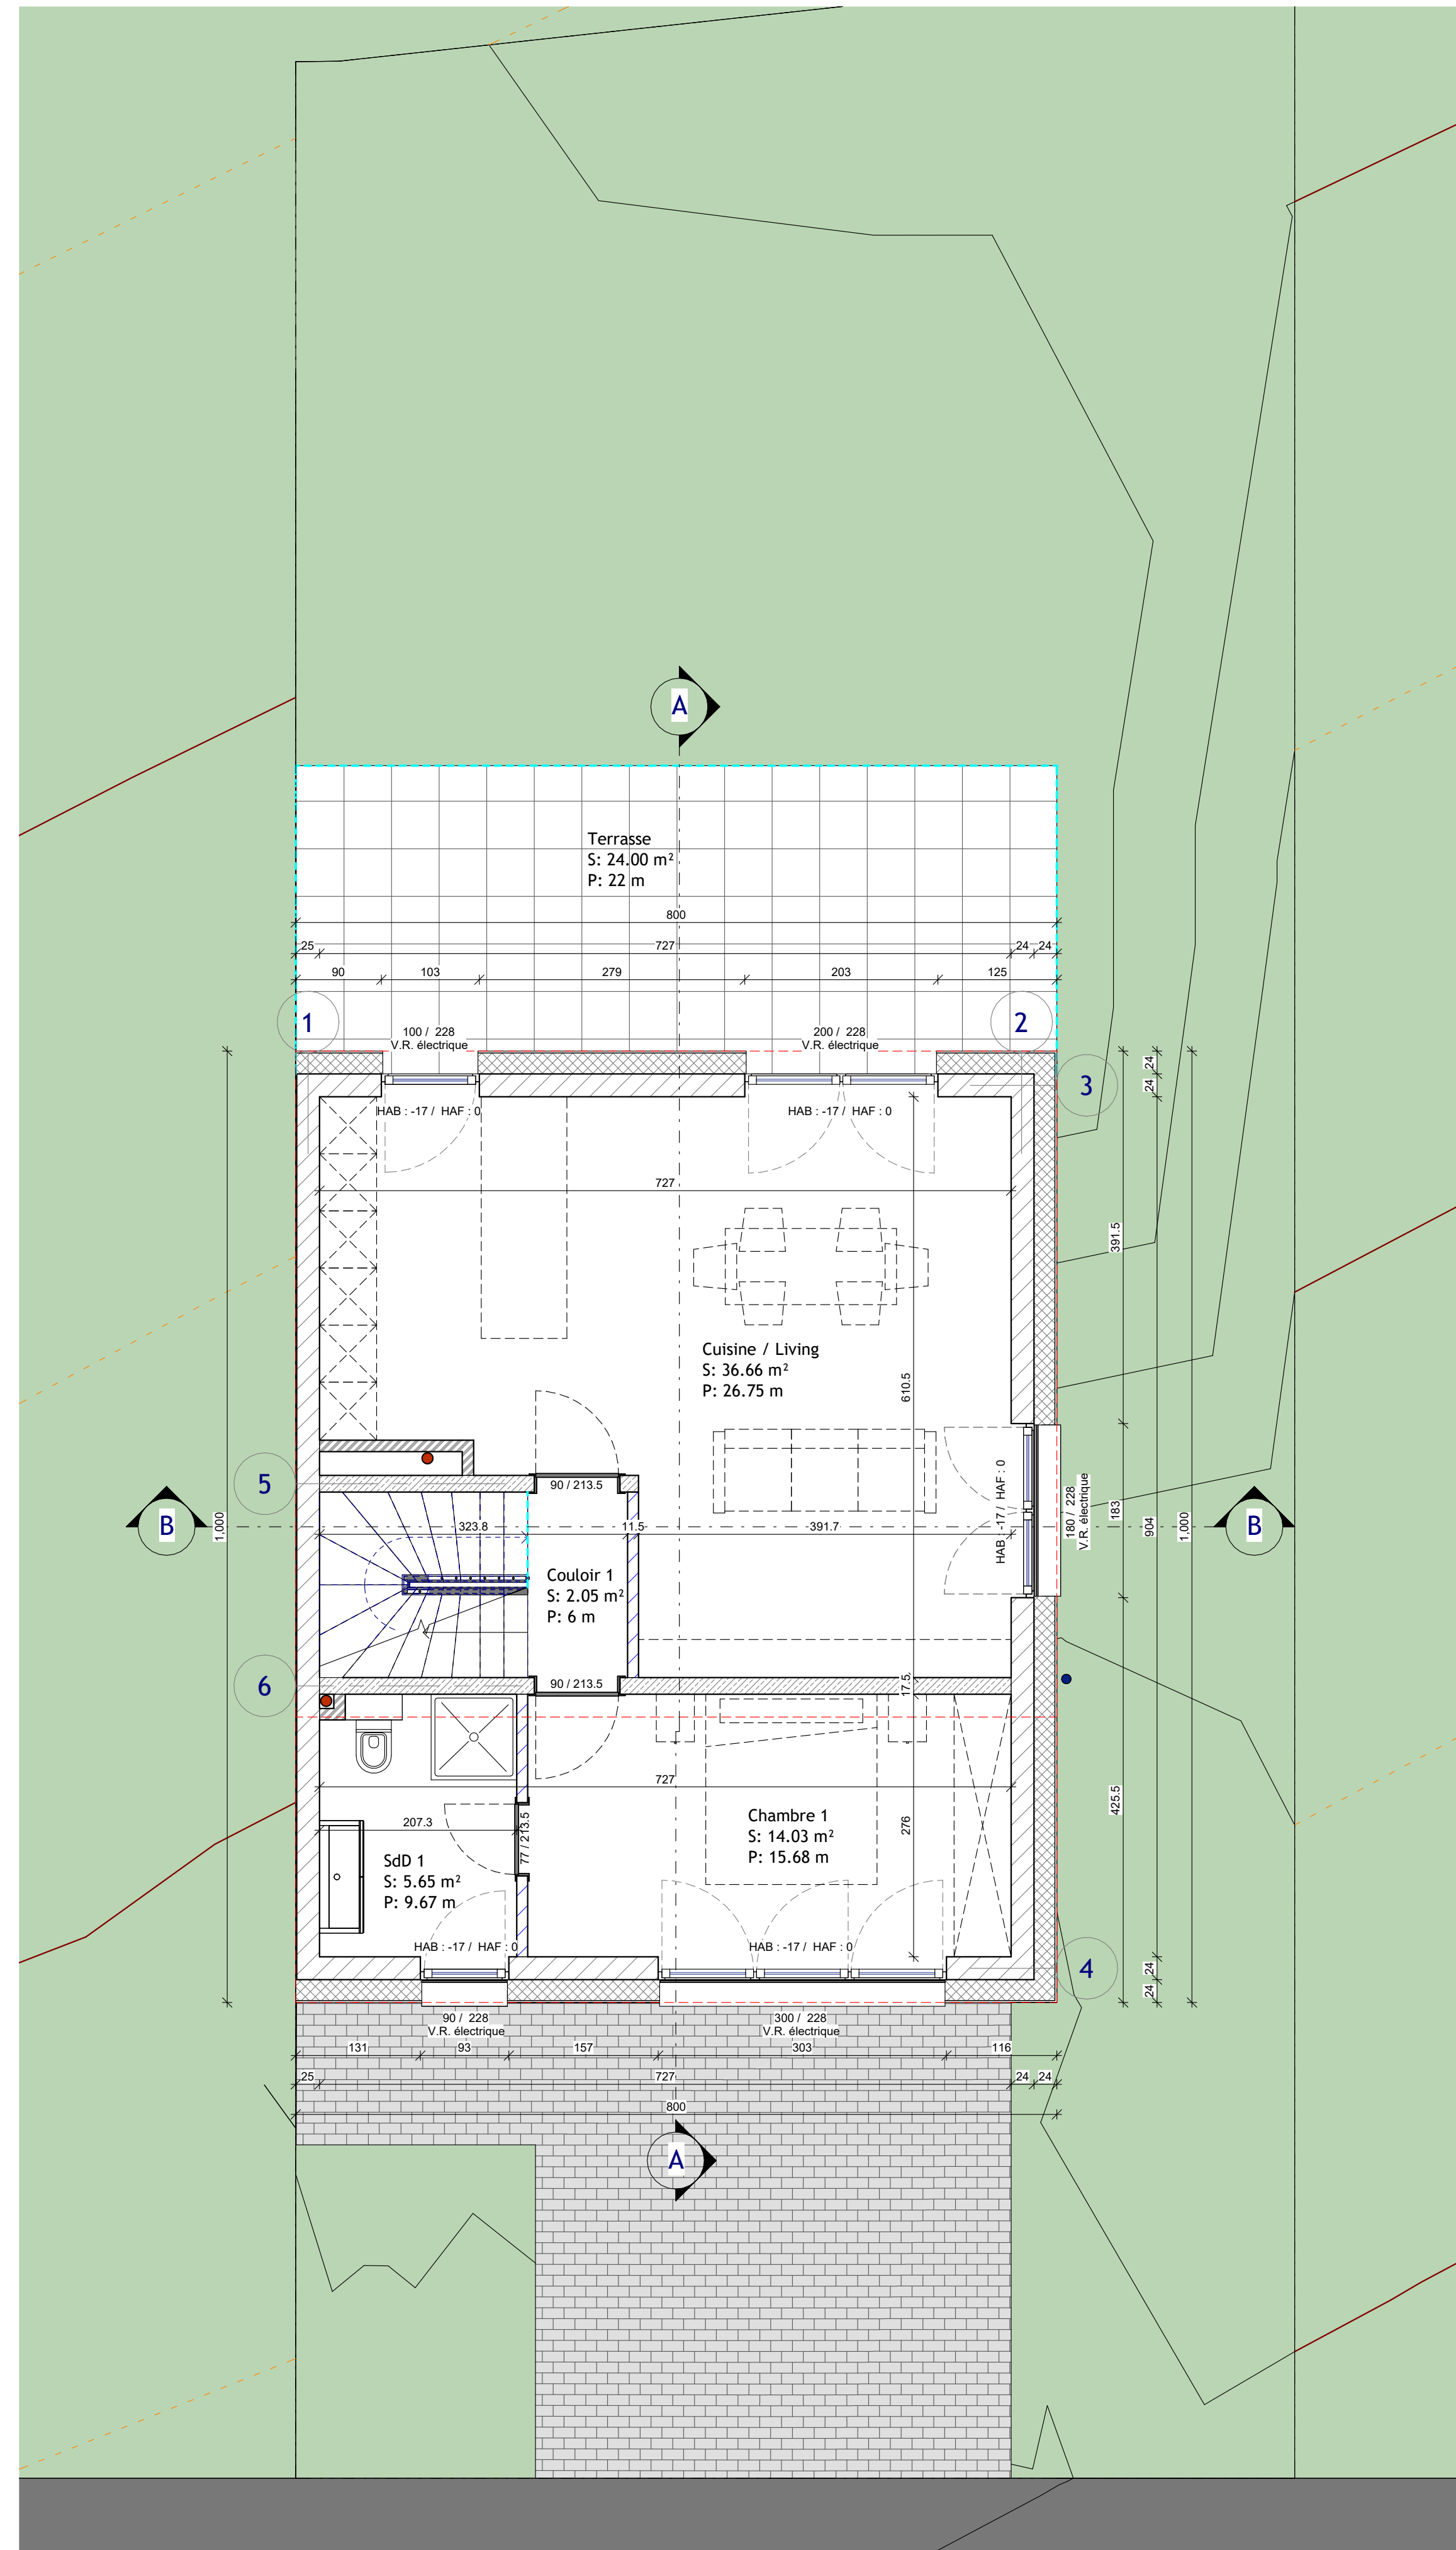 A
Terrasse
S: 24.00 m²
P: 22 m
800
25
727
24
24
90
103
279
203
125
1
2
100 / 228
V.R. électrique
200 / 228
V.R. électrique
24
24
3
HAB : -17 / HAF : 0
HAB : -17 / HAF : 0
727
391.5
Cuisine / Living
S: 36.66 m²
P: 26.75 m
610.5
5
90 / 213.5
HAB : -17 / HAF : 0
180 / 228
V.R. électrique
183
B
1,000
323.8
11.5
391.7
904
1,000
B
Couloir 1
S: 2.05 m²
P: 6 m
6
90 / 213.5
17.5
727
425.5
207.3
77 / 213.5
Chambre 1
S: 14.03 m²
P: 15.68 m
276
SdD 1
S: 5.65 m²
P: 9.67 m
HAB : -17 / HAF : 0
HAB : -17 / HAF : 0
4
24
24
90 / 228
V.R. électrique
300 / 228
V.R. électrique
131
93
157
303
116
25
727
24
24
800
A